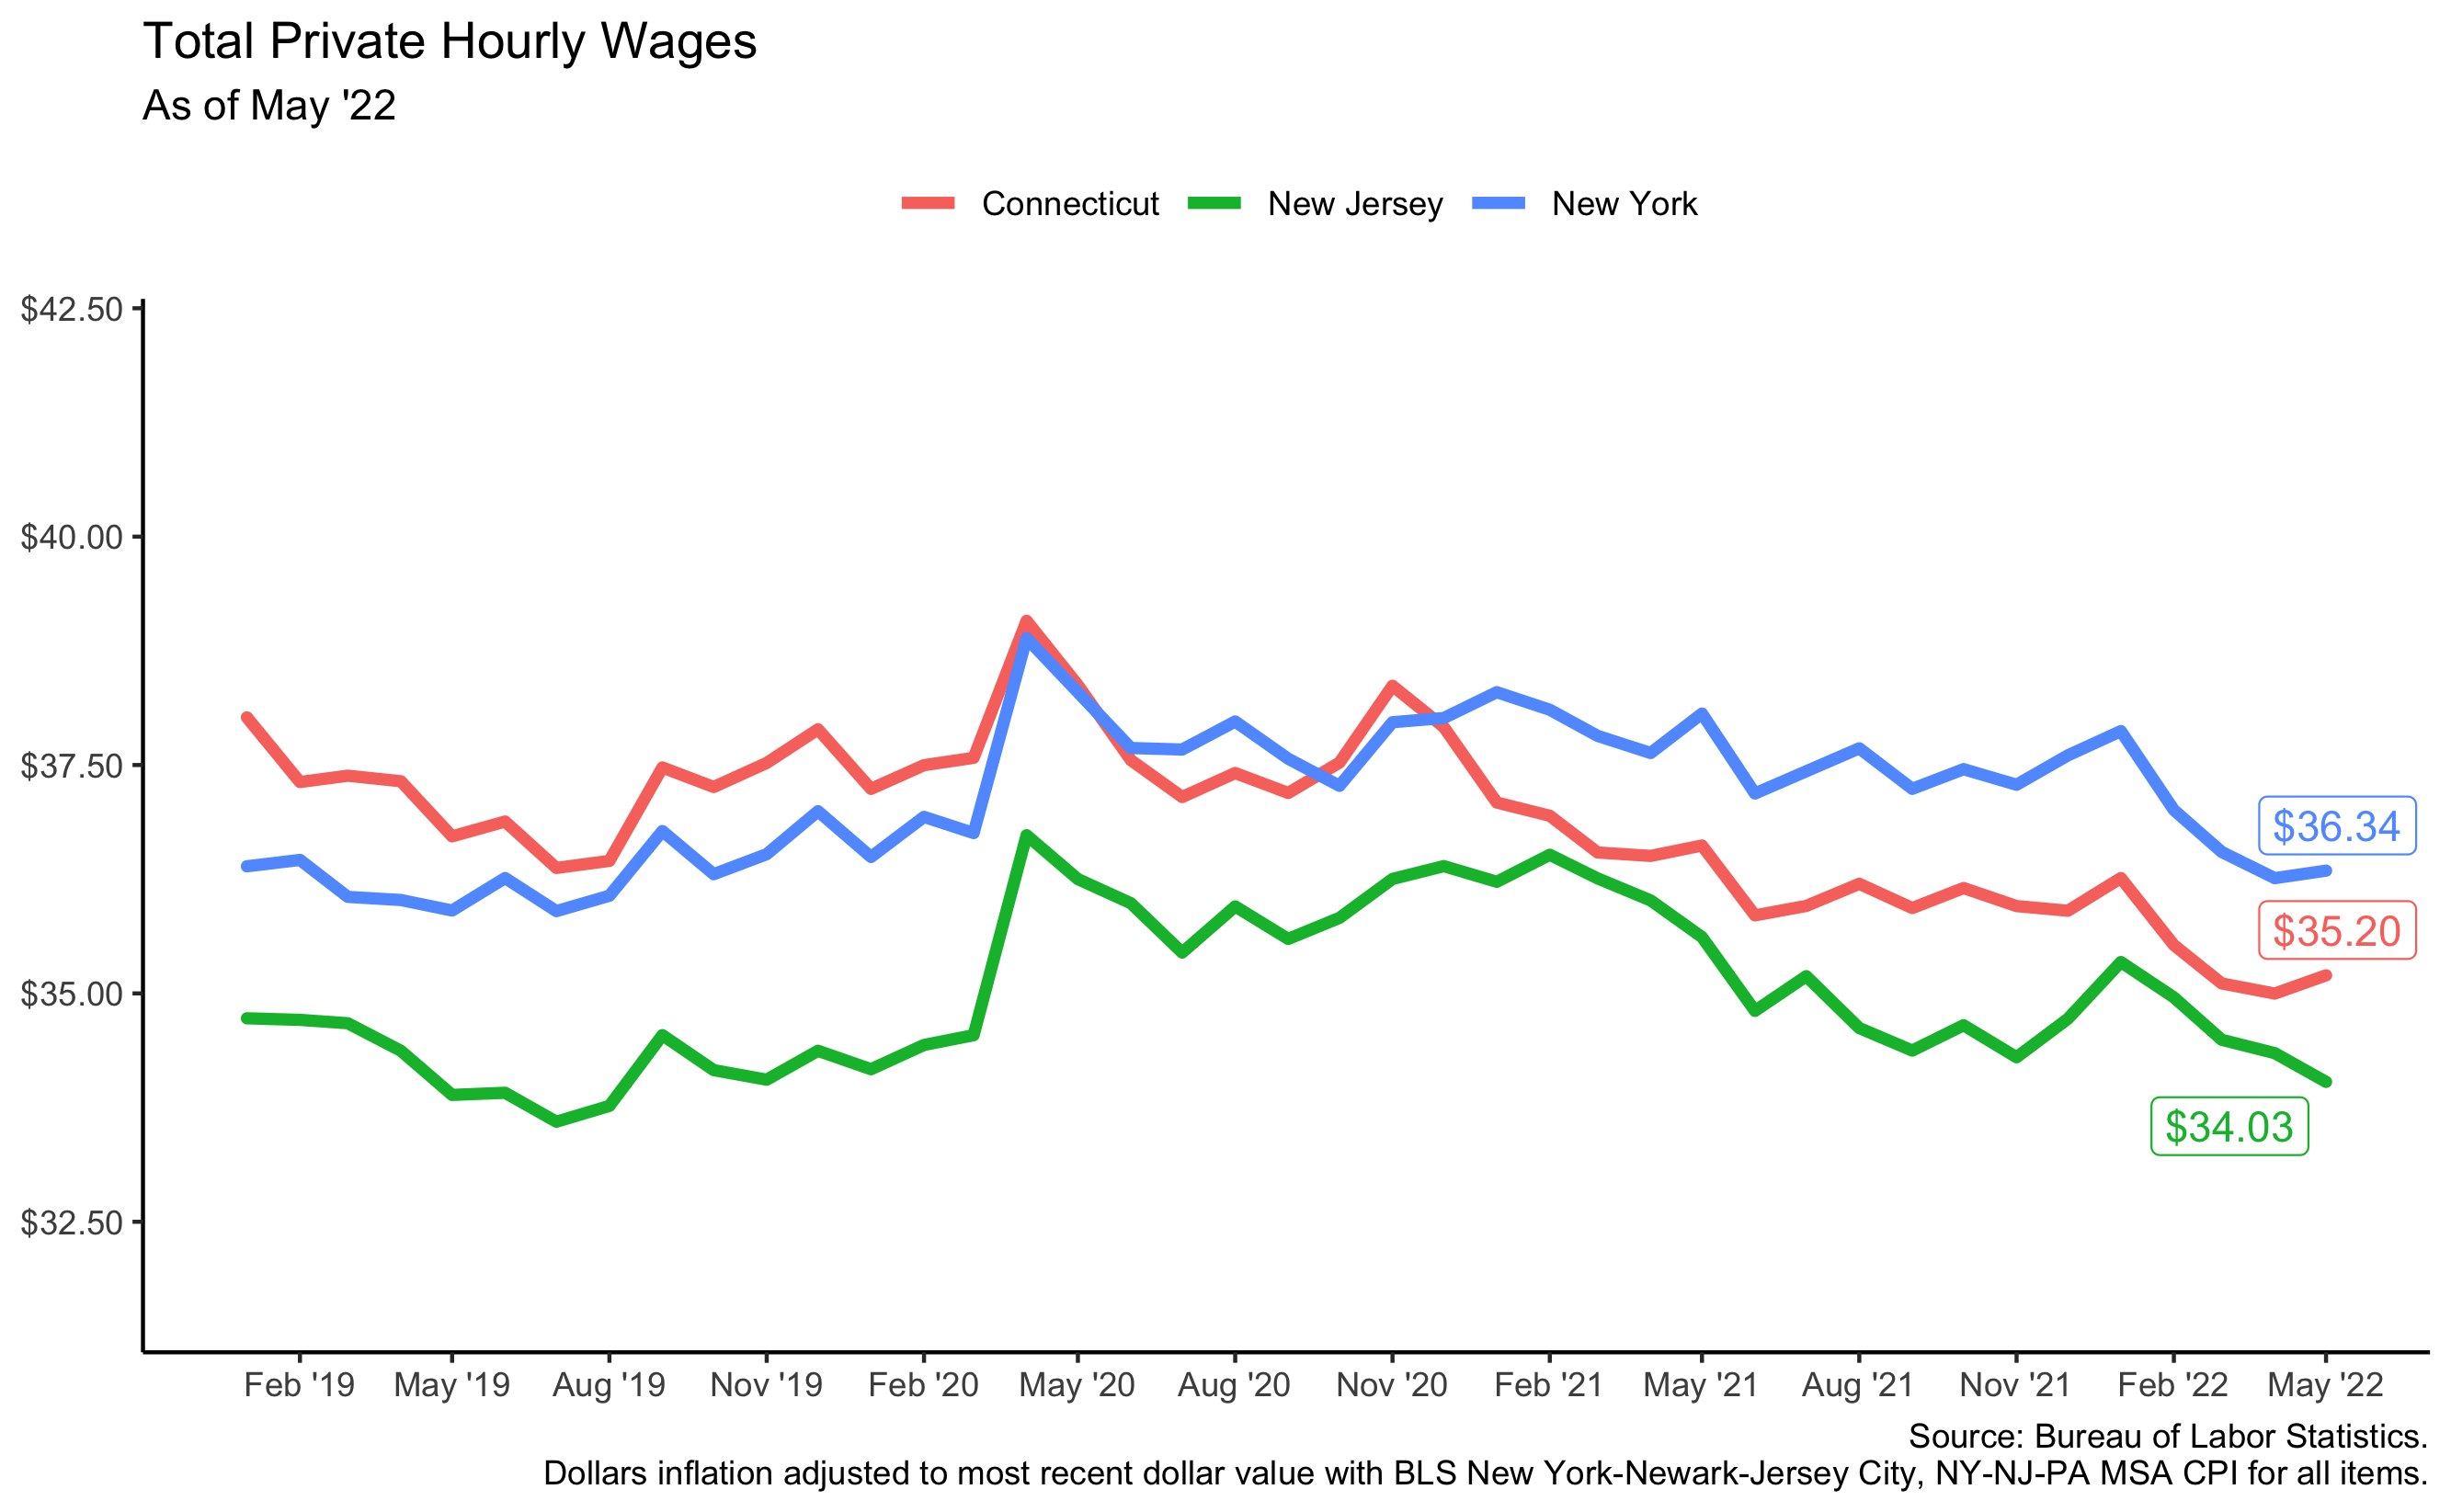 Total Private Hourly Wages
As of May '22
Connecticut New Jersey New York
$42.50
$40.00
$37.50
$35.00
$32.50
$36.34
$35.20
$34.03
Feb '19 May '19 Aug '19 Nov '19 Feb '20 May '20 Aug '20 Nov '20 Feb '21 May '21 Aug '21 Nov '21 Feb '22 May '22
Source: Bureau of Labor Statistics.
Dollars inflation adjusted to most recent dollar value with BLS New York-Newark-Jersey City, NY-NJ-PA MSA CPI for all items.